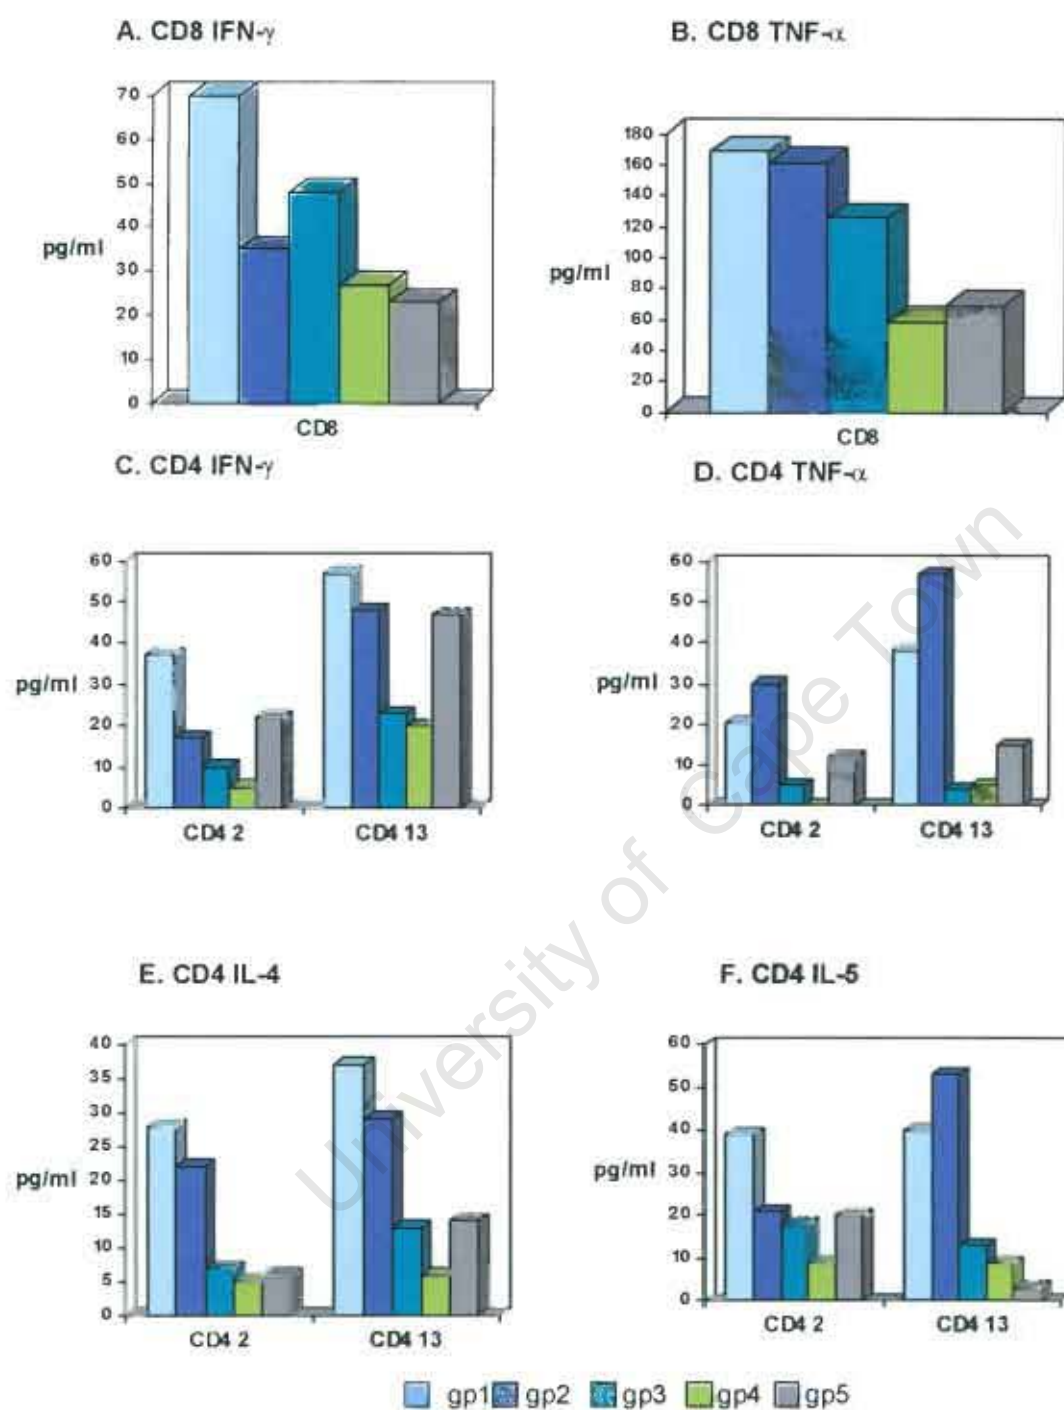 A. CD8 IFN-γ
70
60
50
40
30
20
10
0
pg/ml
CD8
B. CD8 TNF-α
180
160
140
120
100
80
60
40
20
0
pg/ml
CD8
C. CD4 IFN-γ
60
50
40
30
20
10
0
pg/ml
CD4 2 CD4 13
D. CD4 TNF-α
60
50
40
30
20
10
0
pg/ml
CD4 2 CD4 13
E. CD4 IL-4
40
35
30
25
20
15
10
5
0
pg/ml
CD4 2 CD4 13
F. CD4 IL-5
60
50
40
30
20
10
0
pg/ml
CD4 2 CD4 13
gp1 gp2 gp3 gp4 gp5
University of Cape Town